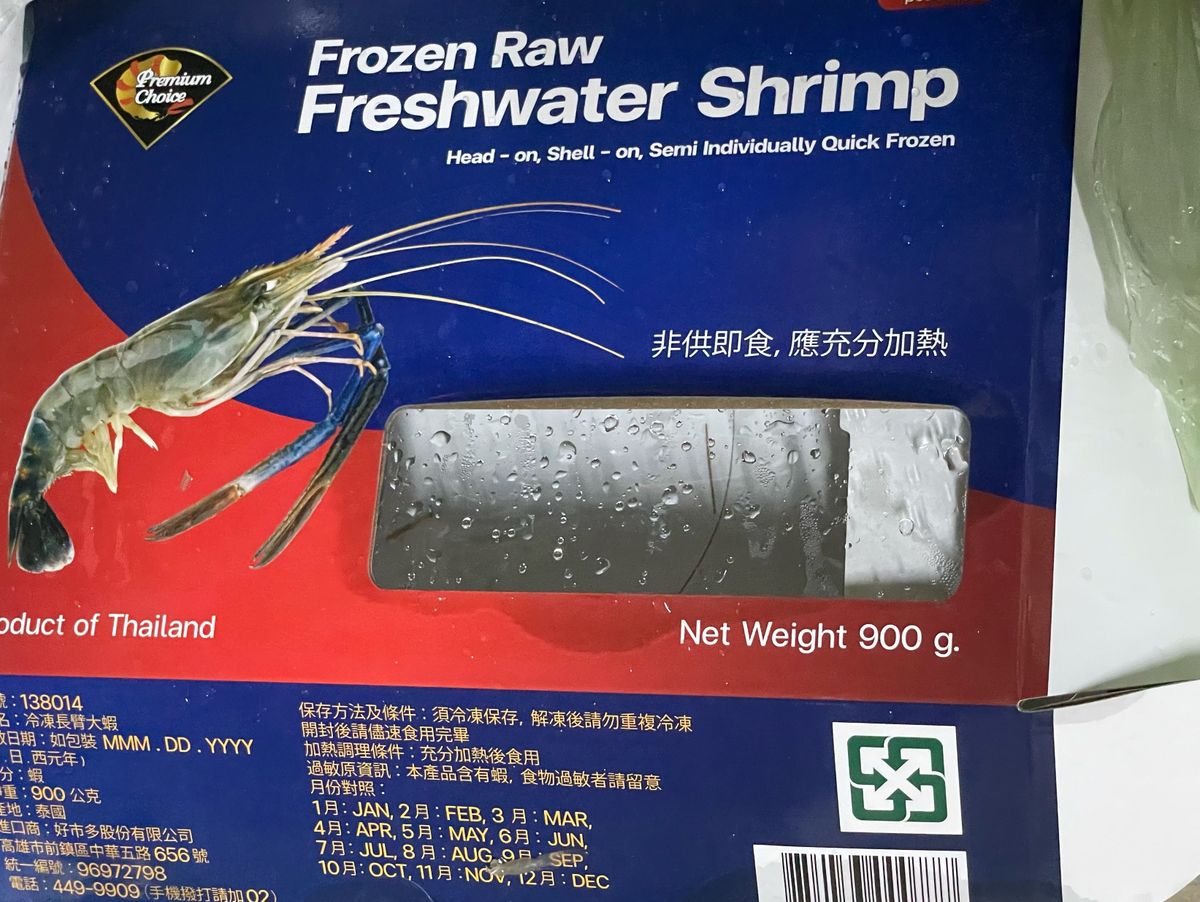 Premium
Choice
Frozen Raw
Freshwater Shrimp
Head - on, Shell - on, Semi Individually Quick Frozen
非供即食, 應充分加熱
oduct of Thailand
Net Weight 900 g.
號：138014
名：冷凍長臂大蝦
效日期：如包裝 MMM . DD . YYYY
. 日. 西元年）
分：蝦
重：900 公克
產地：泰國
進口商：好市多股份有限公司
高雄市前鎮區中華五路 656 號
統一編號：96972798
電話：449-9909 (手機撥打請加 02)
保存方法及條件：須冷凍保存, 解凍後請勿重複冷凍
開封後請儘速食用完畢
加熱調理條件：充分加熱後食用
過敏原資訊：本產品含有蝦, 食物過敏者請留意
月份對照：
1月: JAN, 2 月 : FEB, 3 月 : MAR,
4月: APR, 5月 : MAY, 6月 : JUN,
7月: JUL, 8 月 : AUG, 9月 : SEP,
10月: OCT, 11月 : NOV, 12月 : DEC